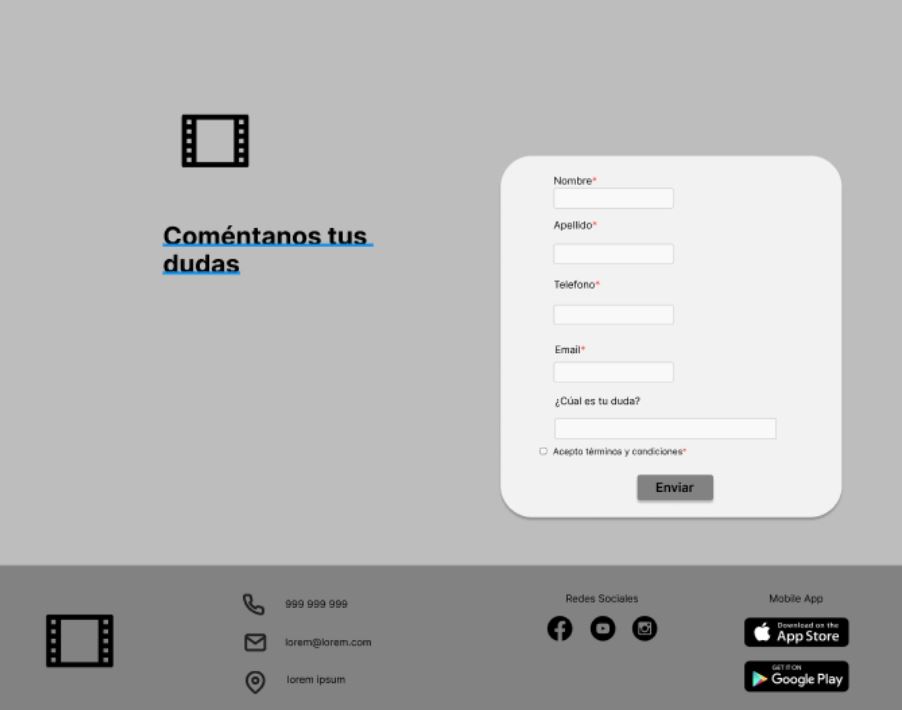 Coméntanos tus
dudas
Nombre*
Apellido*
Telefono*
Email*
¿Cúal es tu duda?
Acepto términos y condiciones*
Enviar
999 999 999
lorem@lorem.com
lorem ipsum
Redes Sociales
Mobile App
Download on the
App Store
GET IT ON
Google Play